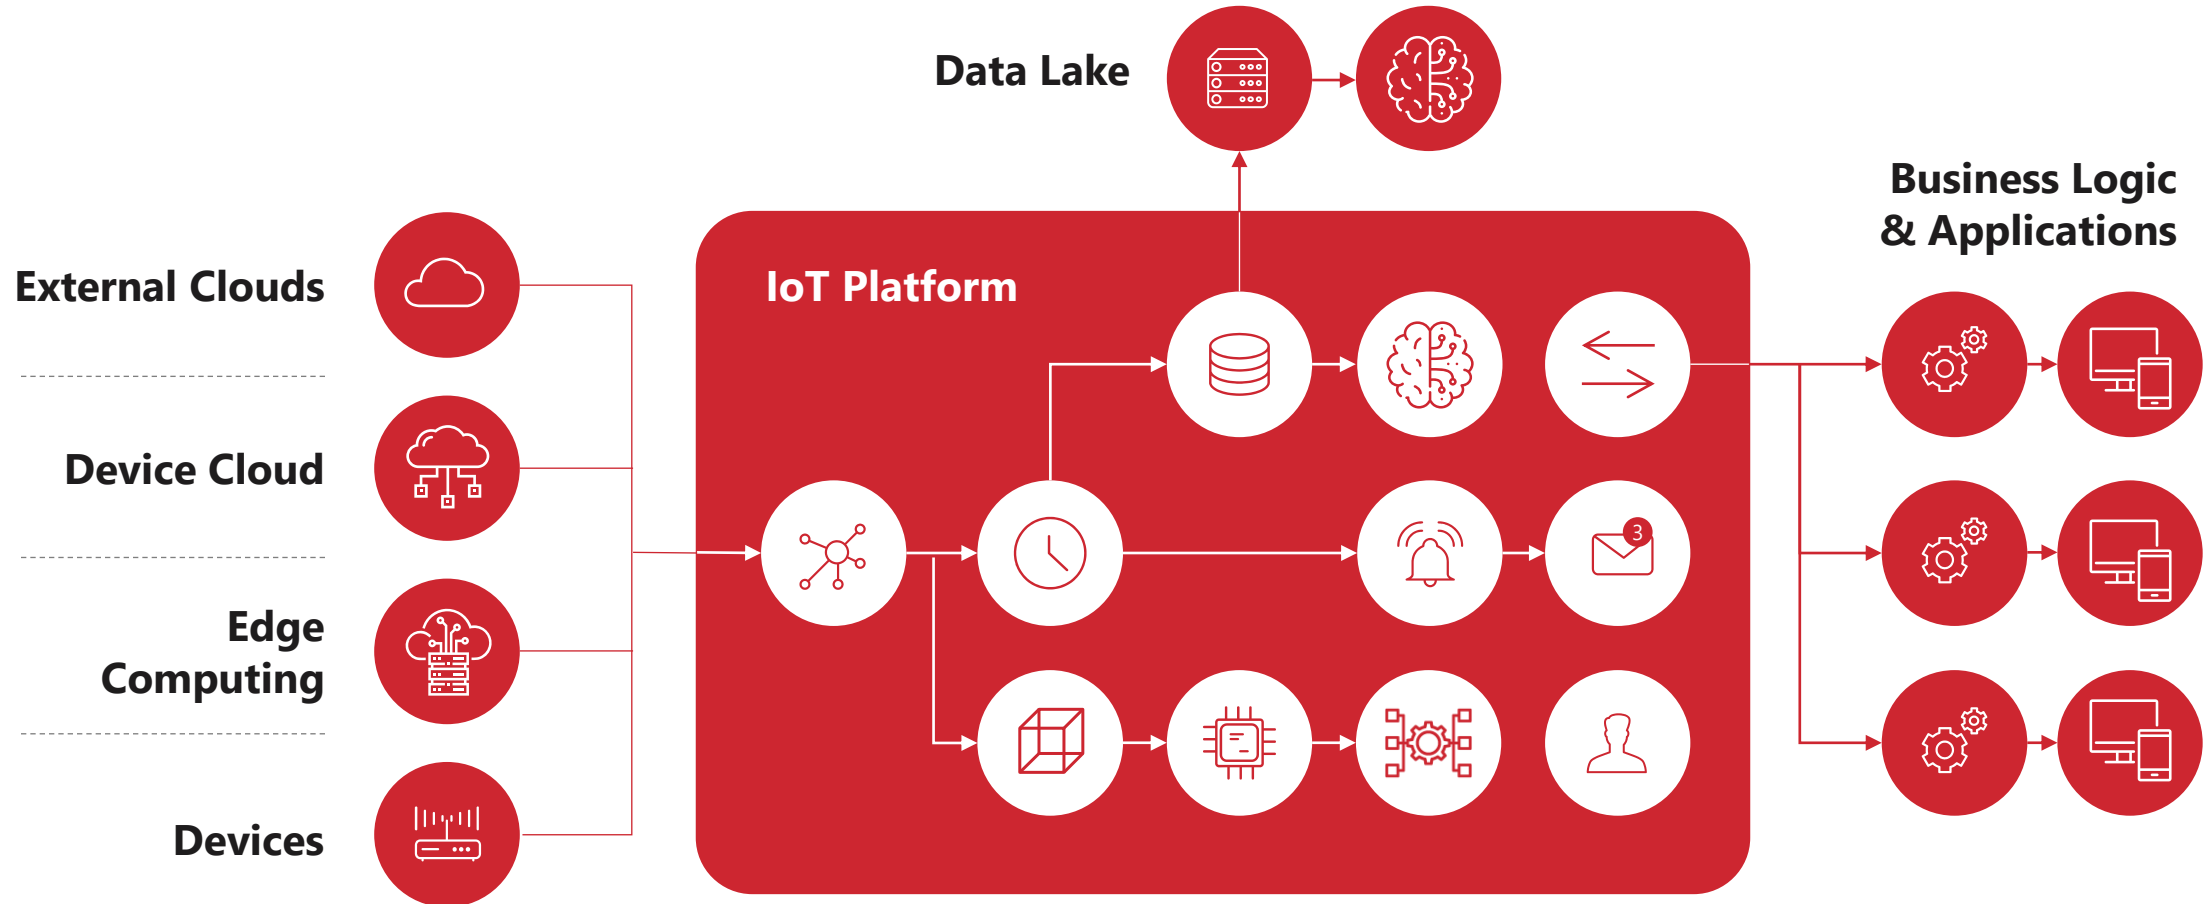 Data Lake
Business Logic
& Applications
External Clouds
IoT Platform
Device Cloud
3
Edge
Computing
Devices